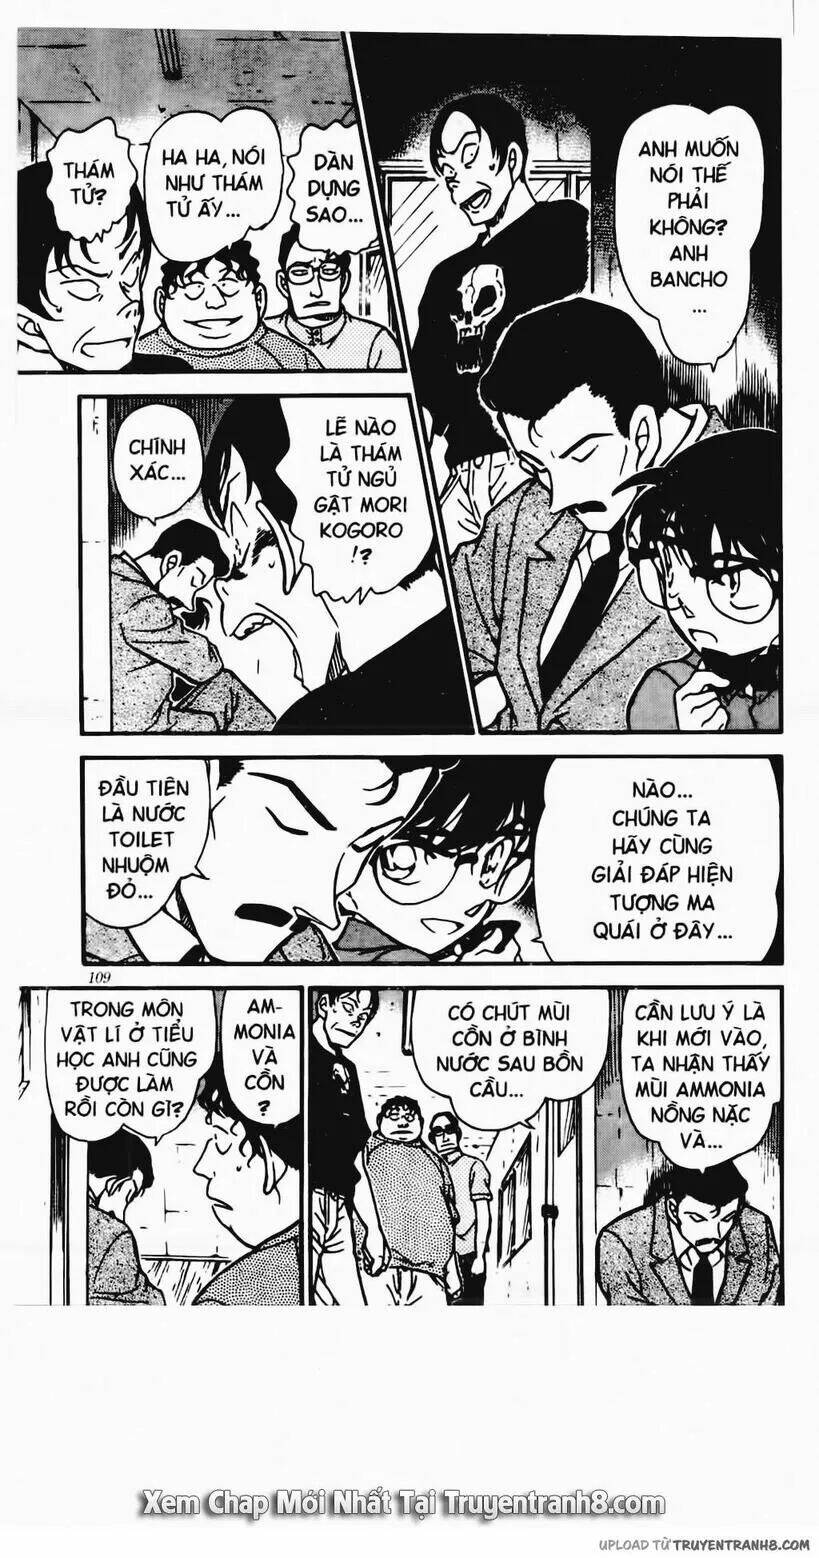 ANH MUỐN
NÓI THẾ
PHẢI
KHÔNG?
ANH
BANCHO
...
DÀN
DỰNG
SAO...
HA HA, NÓI
NHƯ THÁM
TỬ ẤY...
THÁM
TỬ?
LẼ NÀO
LÀ THÁM
TỬ NGỦ
GẬT MORI
KOGORO
!?
CHÍNH
XÁC...
NÀO...
CHÚNG TA
HÃY CÙNG
GIẢI ĐÁP HIỆN
TƯỢNG MA
QUÁI Ở ĐÂY...
ĐẦU TIÊN
LÀ NƯỚC
TOILET
NHUỘM
ĐỎ...
109
CẦN LƯU Ý LÀ
KHI MỚI VÀO,
TA NHẬN THẤY
MÙI AMMONIA
NỒNG NẶC
VÀ...
CÓ CHÚT MÙI
CỒN Ở BÌNH
NƯỚC SAU BỒN
CẦU...
AM-
MONIA
VÀ
CỒN
?
TRONG MÔN
VẬT LÍ Ở TIỂU
HỌC ANH CŨNG
ĐƯỢC LÀM
RỒI CÒN GÌ?
Xem Chap Mới Nhất Tại Truyentranh8.com
UPLOAD TỪ TRUYENTRANH8.COM